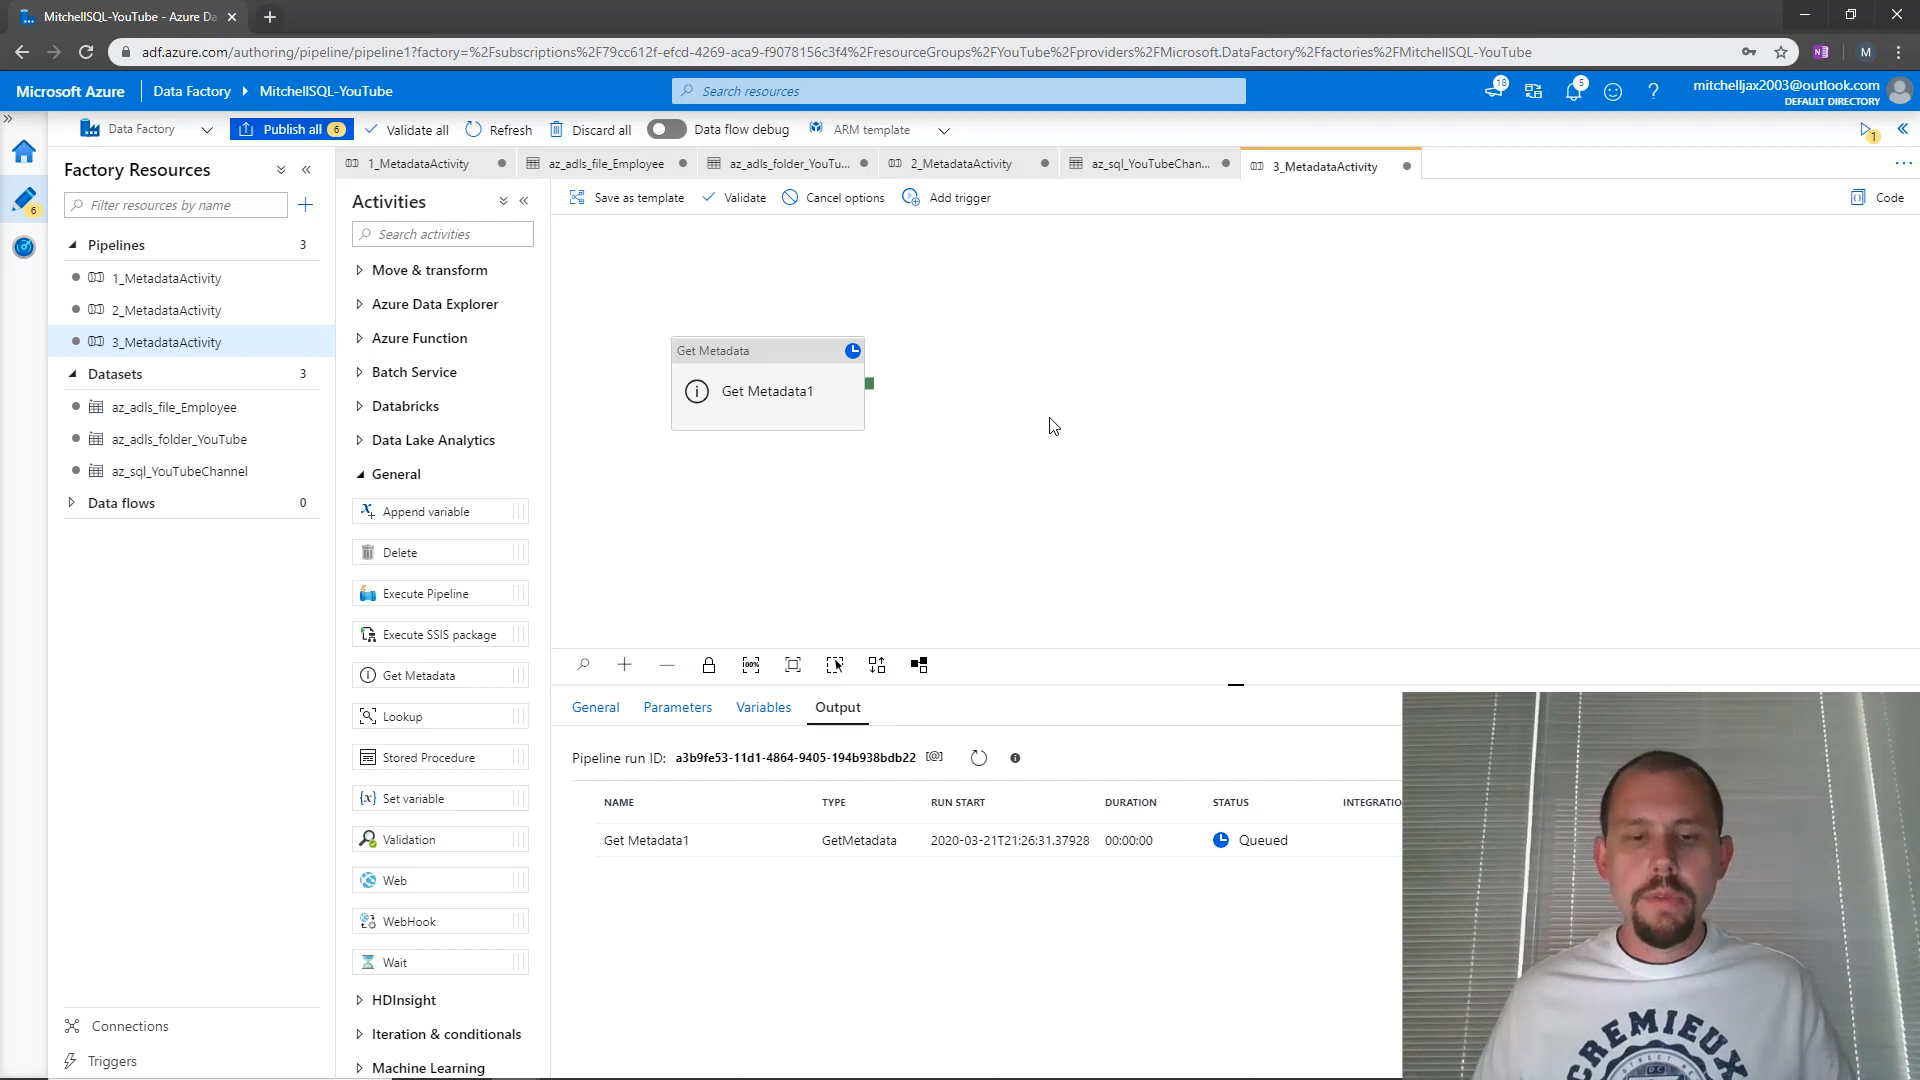 MitchellSQL-YouTube - Azure Da
adf.azure.com/authoring/pipeline/pipeline1?factory=%2Fsubscriptions%2F79cc612f-efcd-4269-aca9-f9078156c3f4%2FresourceGroups%2FYouTube%2Fproviders%2FMicrosoft.DataFactory%2Ffactories%2FMitchellSQL-YouTube
M
Microsoft Azure
Data Factory
MitchellSQL-YouTube
Search resources
18
5
mitchelljax2003@outlook.com
DEFAULT DIRECTORY
Data Factory
Publish all
6
Validate all
Refresh
Discard all
Data flow debug
ARM template
1
6
Factory Resources
Filter resources by name
Pipelines
3
1_MetadataActivity
2_MetadataActivity
3_MetadataActivity
Datasets
3
az_adls_file_Employee
az_adls_folder_YouTube
az_sql_YouTubeChannel
Data flows
0
Connections
Triggers
1_MetadataActivity
az_adls_file_Employee
az_adls_folder_YouTu...
2_MetadataActivity
az_sql_YouTubeChan...
3_MetadataActivity
Activities
Search activities
Move & transform
Azure Data Explorer
Azure Function
Batch Service
Databricks
Data Lake Analytics
General
Append variable
Delete
Execute Pipeline
Execute SSIS package
Get Metadata
Lookup
Stored Procedure
Set variable
Validation
Web
WebHook
Wait
HDInsight
Iteration & conditionals
Machine Learning
Save as template
Validate
Cancel options
Add trigger
Code
Get Metadata
Get Metadata1
100%
General
Parameters
Variables
Output
Pipeline run ID: a3b9fe53-11d1-4864-9405-194b938bdb22
NAME
TYPE
RUN START
DURATION
STATUS
INTEGRATIO
Get Metadata1
GetMetadata
2020-03-21T21:26:31.37928
00:00:00
Queued
CREMIEUX